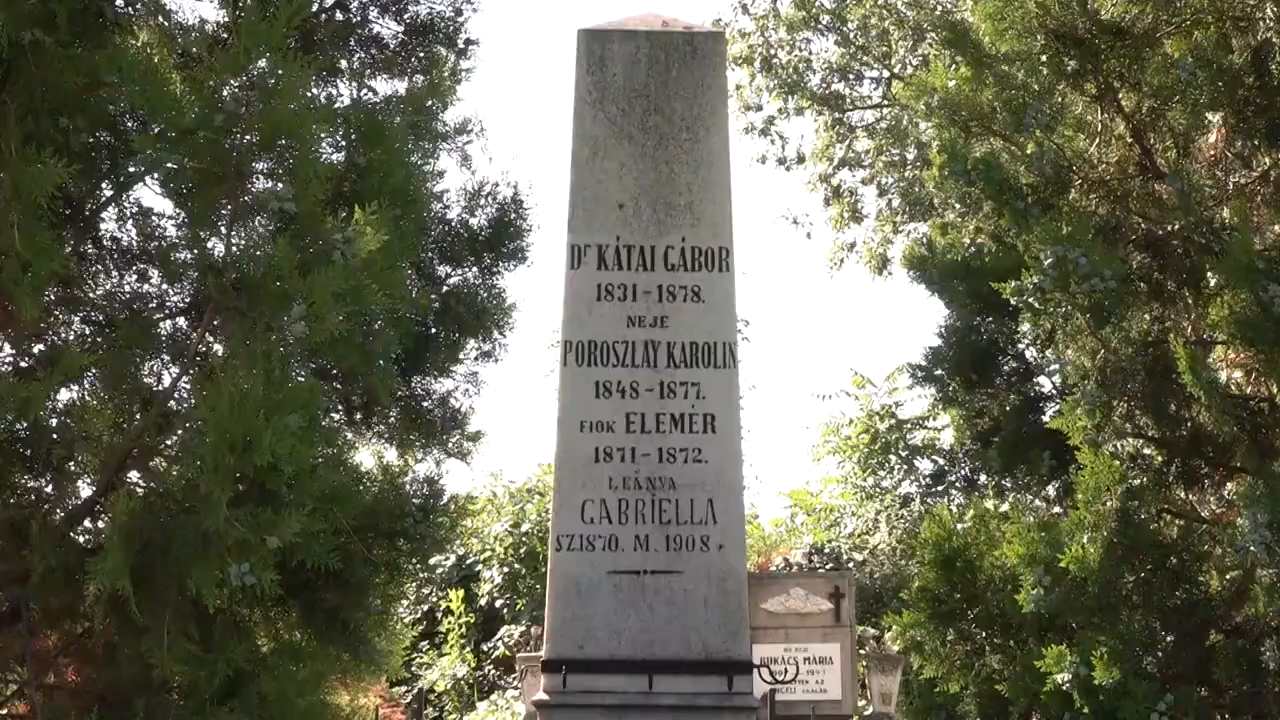 Dr KÁTAI GÁBOR
1831-1878.
NEJE
POROSZLAY KAROLIN
1848-1877.
FIOK ELEMÉR
1871-1872.
LEÁNYA
GABRIELLA
SZ.1870. M. 1908.
MÁRIA
CSALÁD